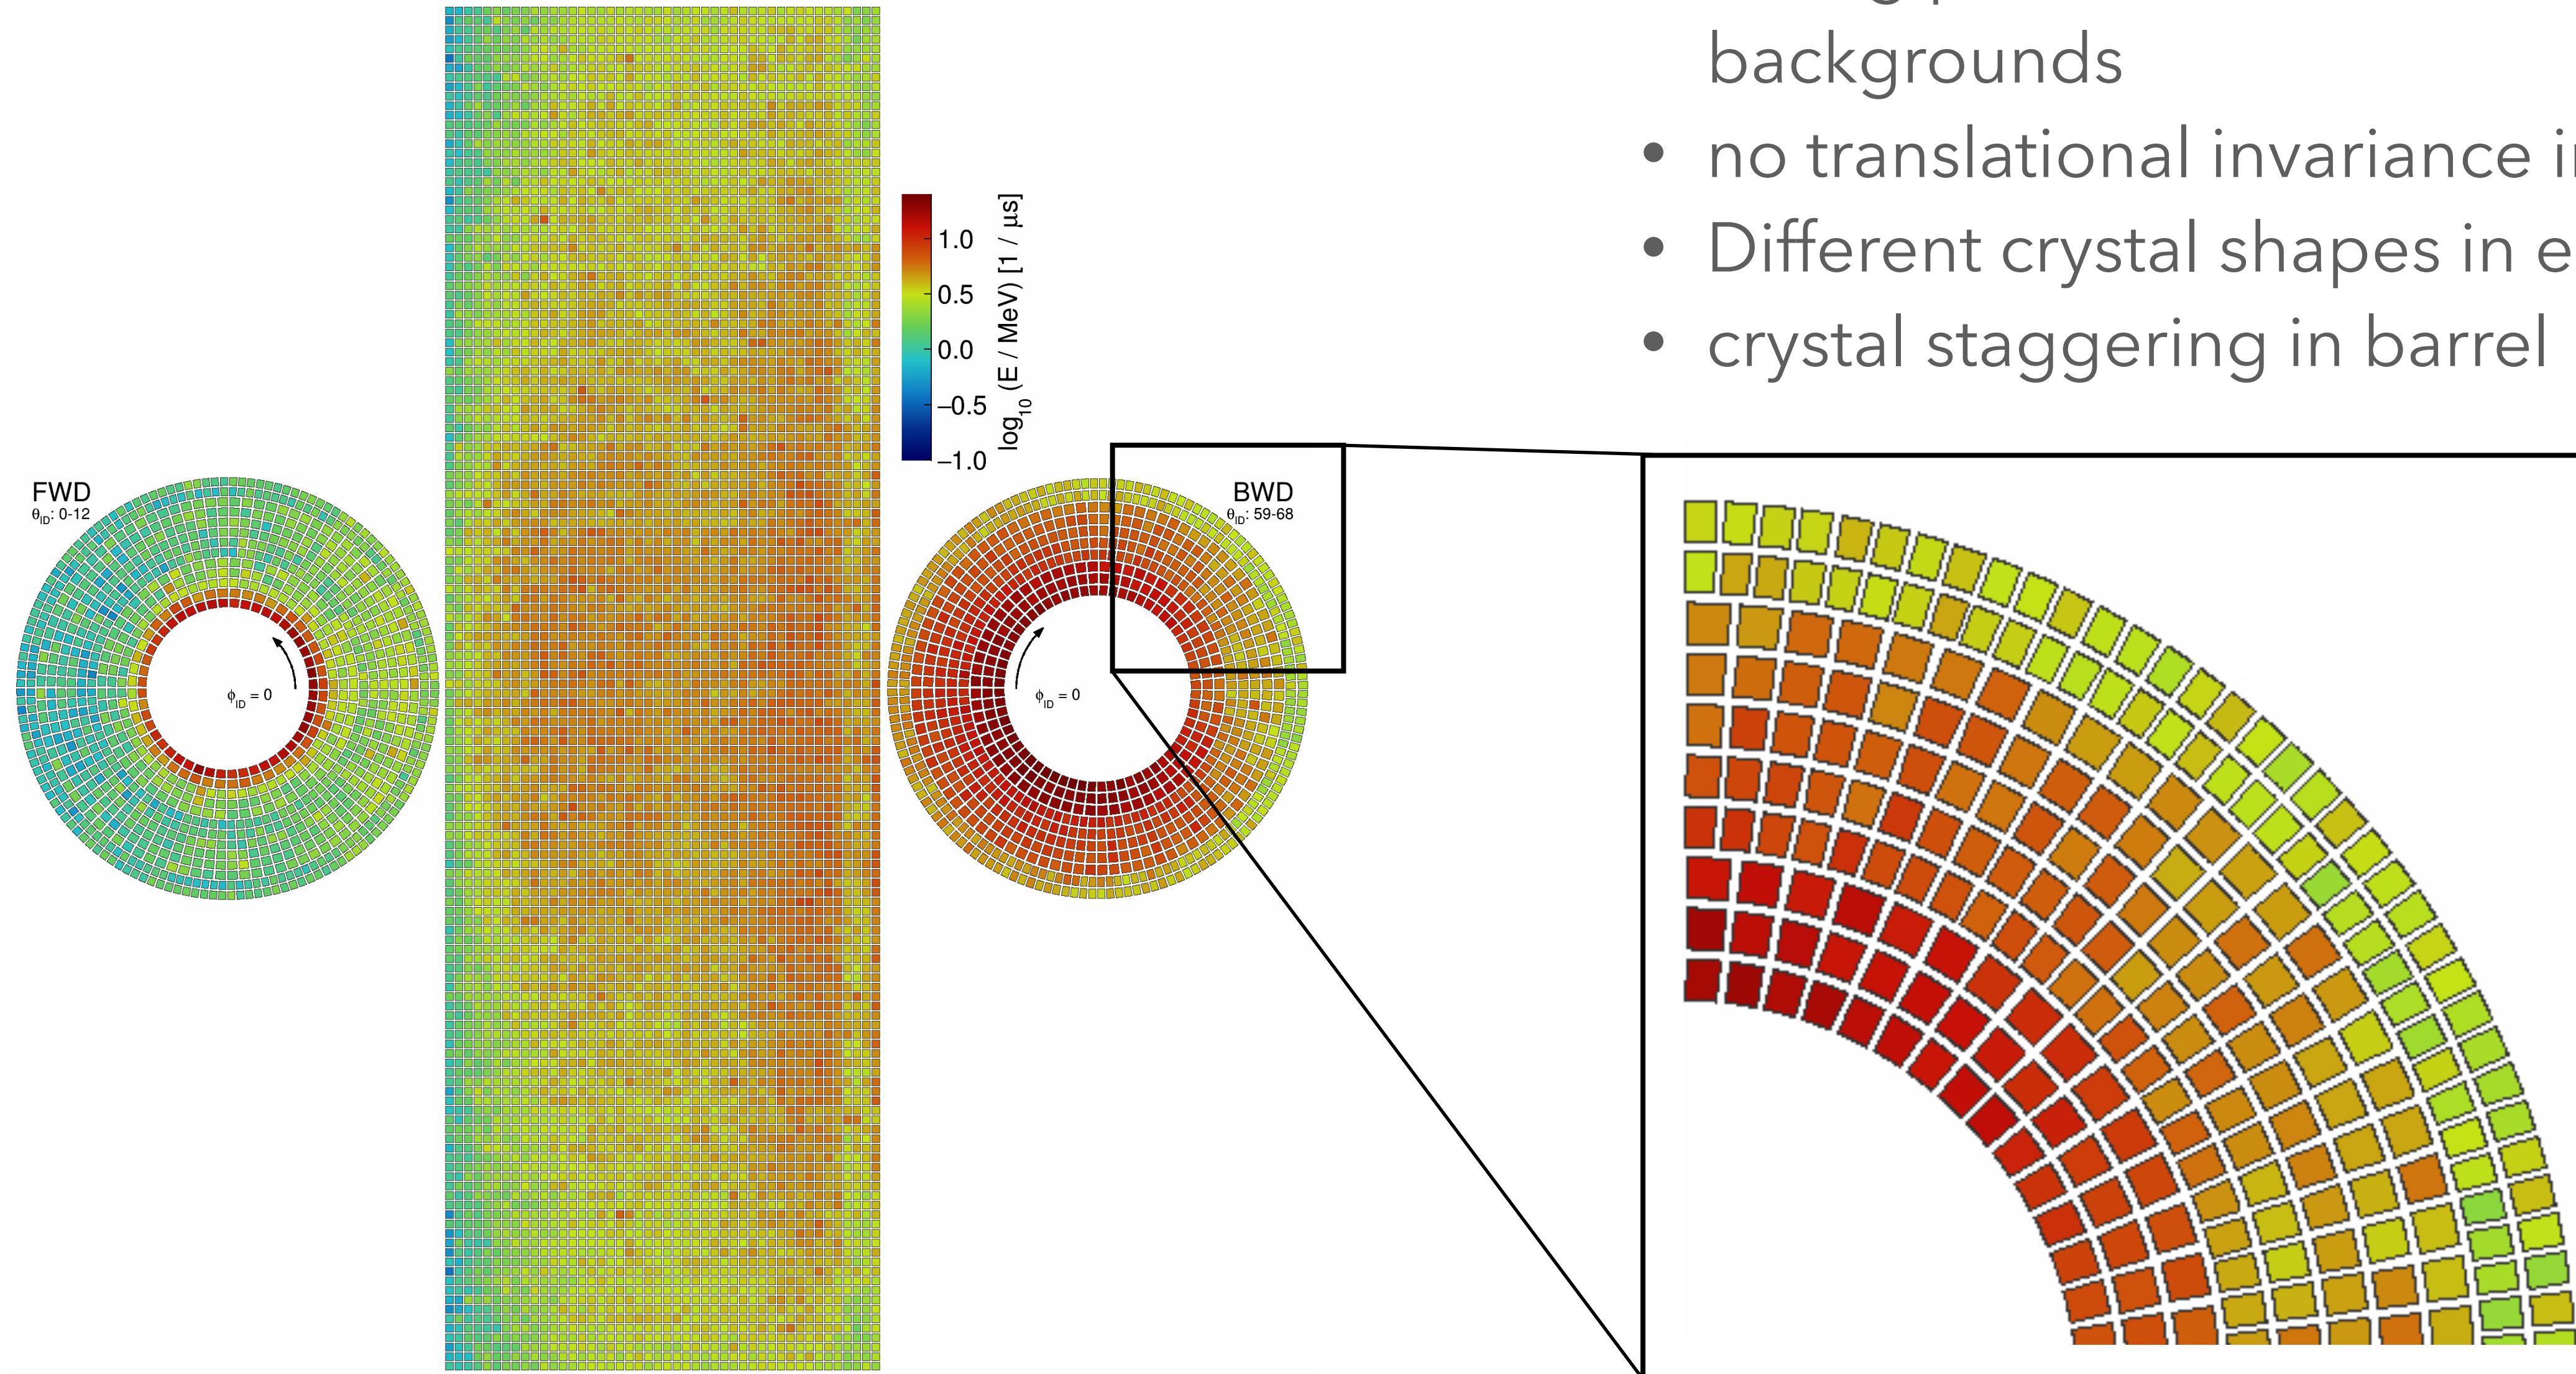 backgrounds
• no translational invariance
• Different crystal shapes in
• crystal staggering in barrel
1.0
0.5
0.0
−0.5
−1.0
log10 (E / MeV) [1 / μs]
FWD
θID: 0-12
ϕID = 0
BWD
θID: 59-68
ϕID = 0